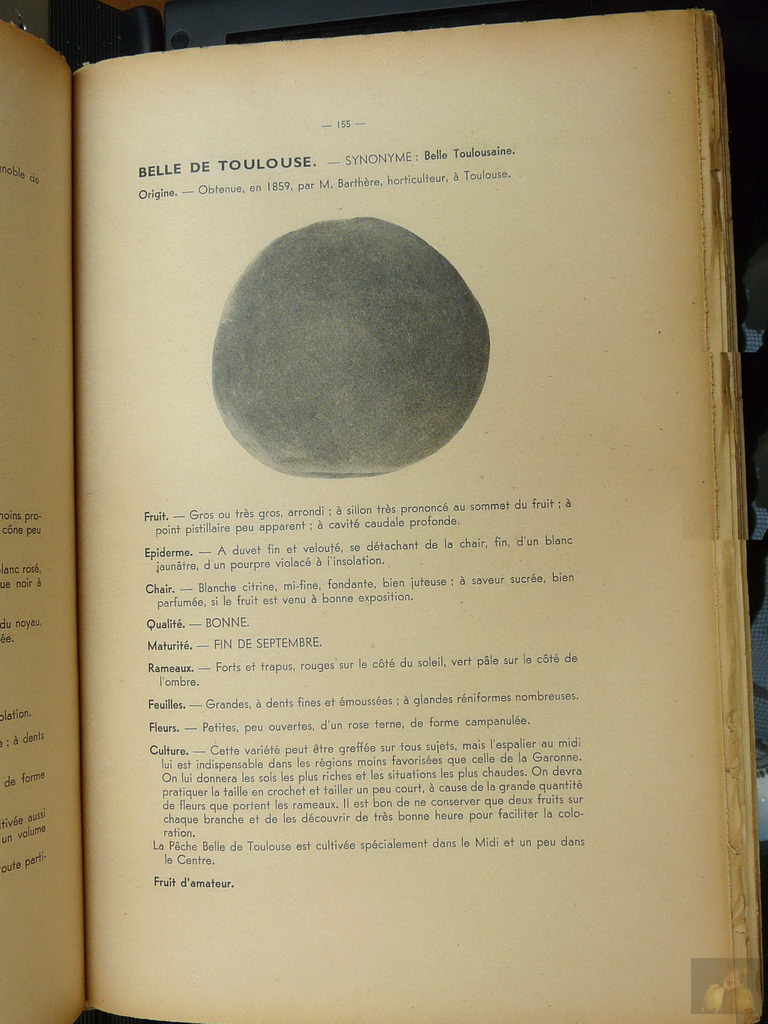 — 155 —
BELLE DE TOULOUSE. — SYNONYME : Belle Toulousaine.
Origine. — Obtenue, en 1859, par M. Barthère, horticulteur, à Toulouse.
Fruit. — Gros ou très gros, arrondi ; à sillon très prononcé au sommet du fruit ; à
point pistillaire peu apparent ; à cavité caudale profonde.
Epiderme. — A duvet fin et velouté, se détachant de la chair, fin, d'un blanc
jaunâtre, d'un pourpre violacé à l'insolation.
Chair. — Blanche citrine, mi-fine, fondante, bien juteuse ; à saveur sucrée, bien
parfumée, si le fruit est venu à bonne exposition.
Qualité. — BONNE.
Maturité. — FIN DE SEPTEMBRE.
Rameaux. — Forts et trapus, rouges sur le côté du soleil, vert pâle sur le côté de
l'ombre.
Feuilles. — Grandes, à dents fines et émoussées ; à glandes réniformes nombreuses.
Fleurs. — Petites, peu ouvertes, d'un rose terne, de forme campanulée.
Culture. — Cette variété peut être greffée sur tous sujets, mais l'espalier au midi
lui est indispensable dans les régions moins favorisées que celle de la Garonne.
On lui donnera les sols les plus riches et les situations les plus chaudes. On devra
pratiquer la taille en crochet et tailler un peu court, à cause de la grande quantité
de fleurs que portent les rameaux. Il est bon de ne conserver que deux fruits sur
chaque branche et de les découvrir de très bonne heure pour faciliter la colo-
ration.
La Pêche Belle de Toulouse est cultivée spécialement dans le Midi et un peu dans
le Centre.
Fruit d'amateur.